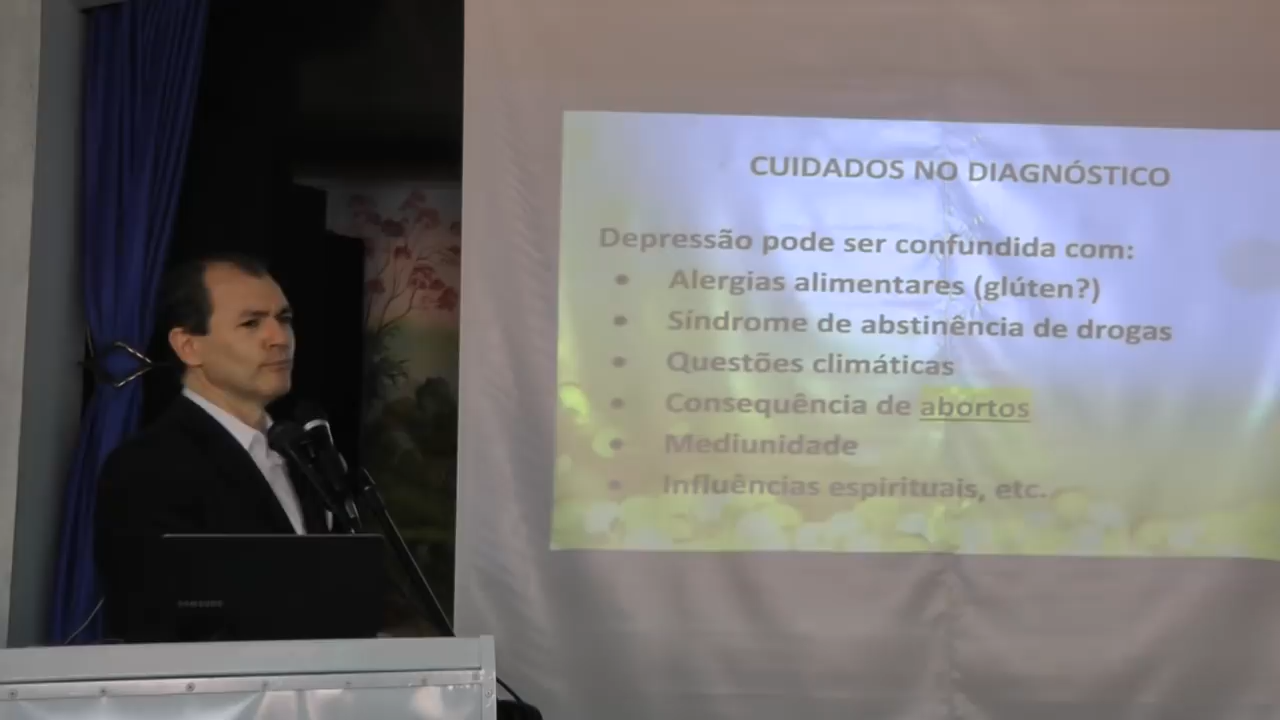 CUIDADOS NO DIAGNÓSTICO
Depressão pode ser confundida com:
• Alergias alimentares (glúten?)
• Síndrome de abstinência de drogas
• Questões climáticas
• Consequência de abortos
• Mediunidade
• Influências espirituais, etc.
SAMSUNG